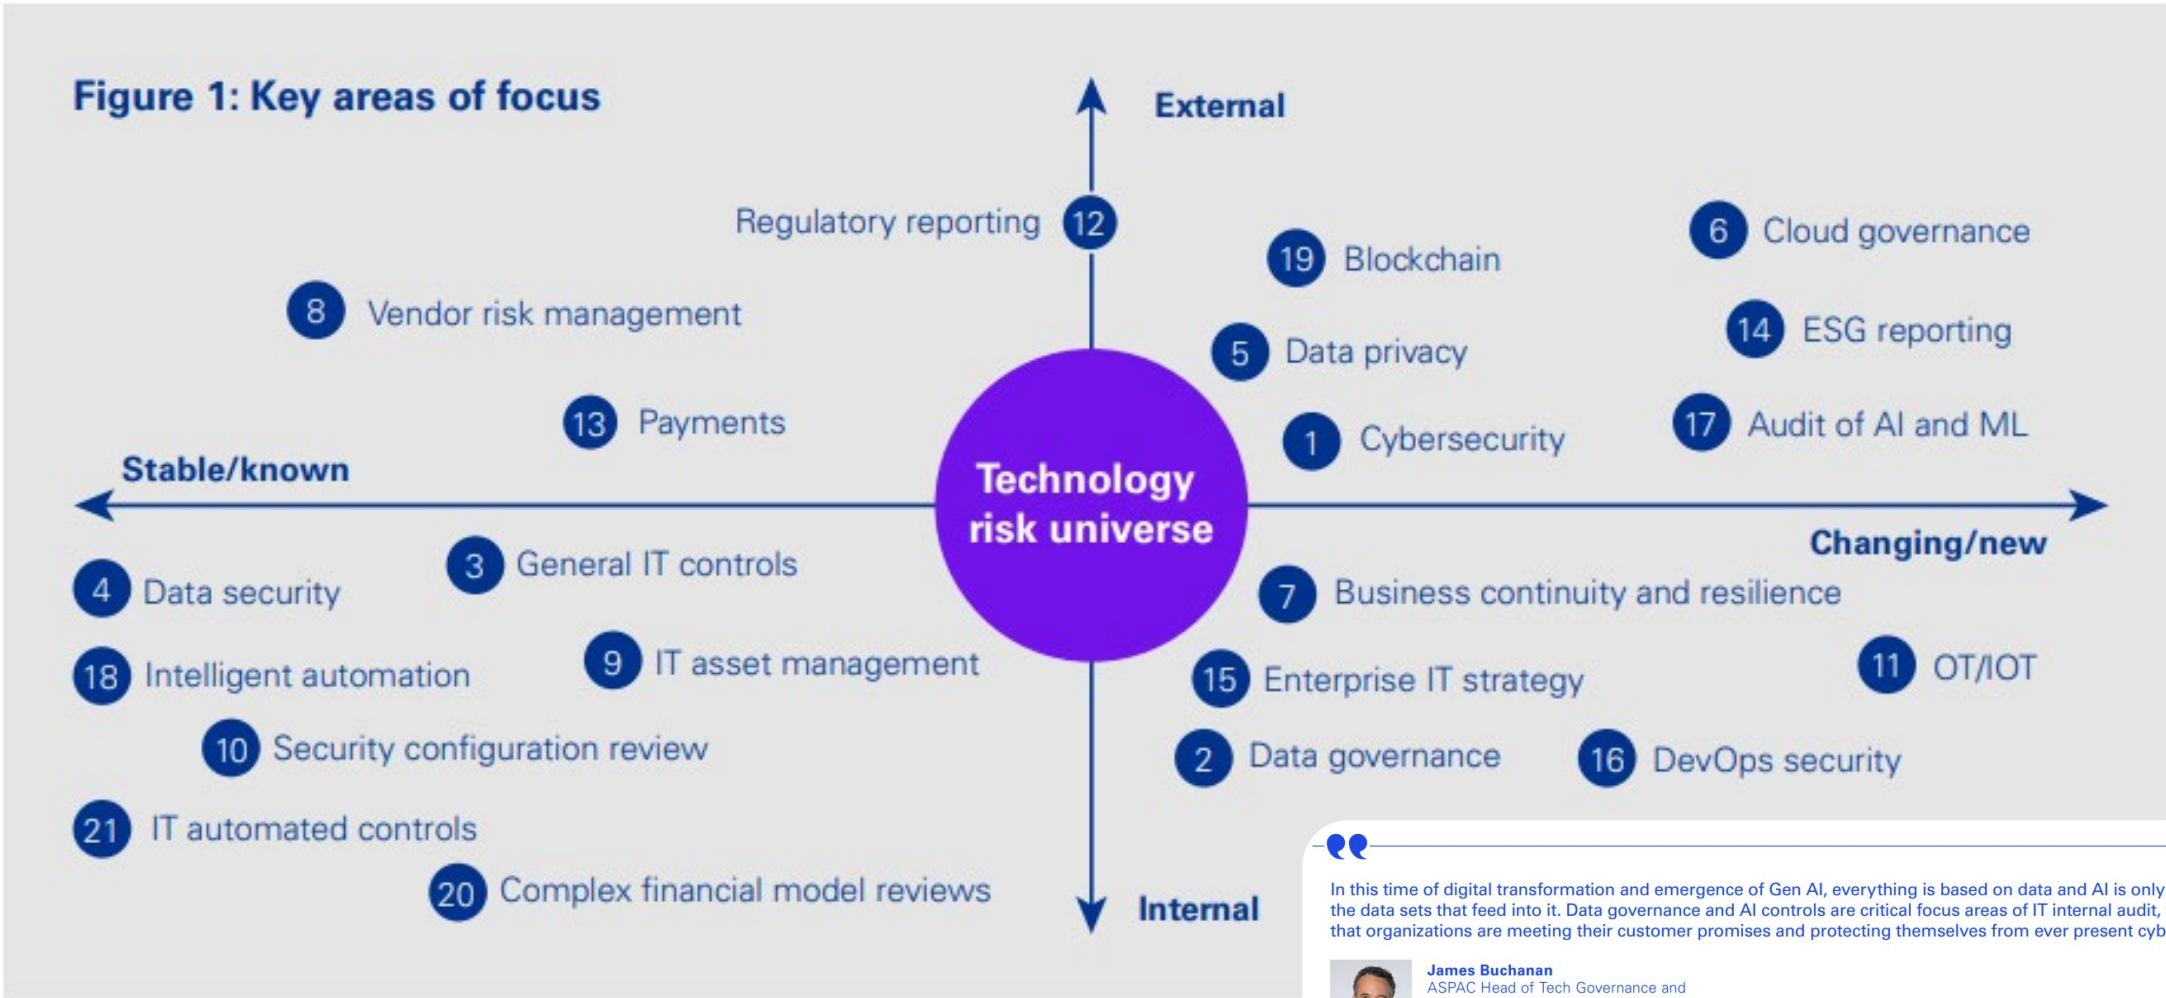 Figure 1: Key areas of focus
External
Regulatory reporting 12
19 Blockchain
6 Cloud governance
8 Vendor risk management
5 Data privacy
14 ESG reporting
13 Payments
1 Cybersecurity
17 Audit of AI and ML
Stable/known
Technology
risk universe
Changing/new
4 Data security
3 General IT controls
7 Business continuity and resilience
18 Intelligent automation
9 IT asset management
15 Enterprise IT strategy
11 OT/IOT
10 Security configuration review
2 Data governance
16 DevOps security
21 IT automated controls
20 Complex financial model reviews
Internal
In this time of digital transformation and emergence of Gen AI, everything is based on data and AI is only
the data sets that feed into it. Data governance and AI controls are critical focus areas of IT internal audit,
that organizations are meeting their customer promises and protecting themselves from ever present cyb
James Buchanan
ASPAC Head of Tech Governance and